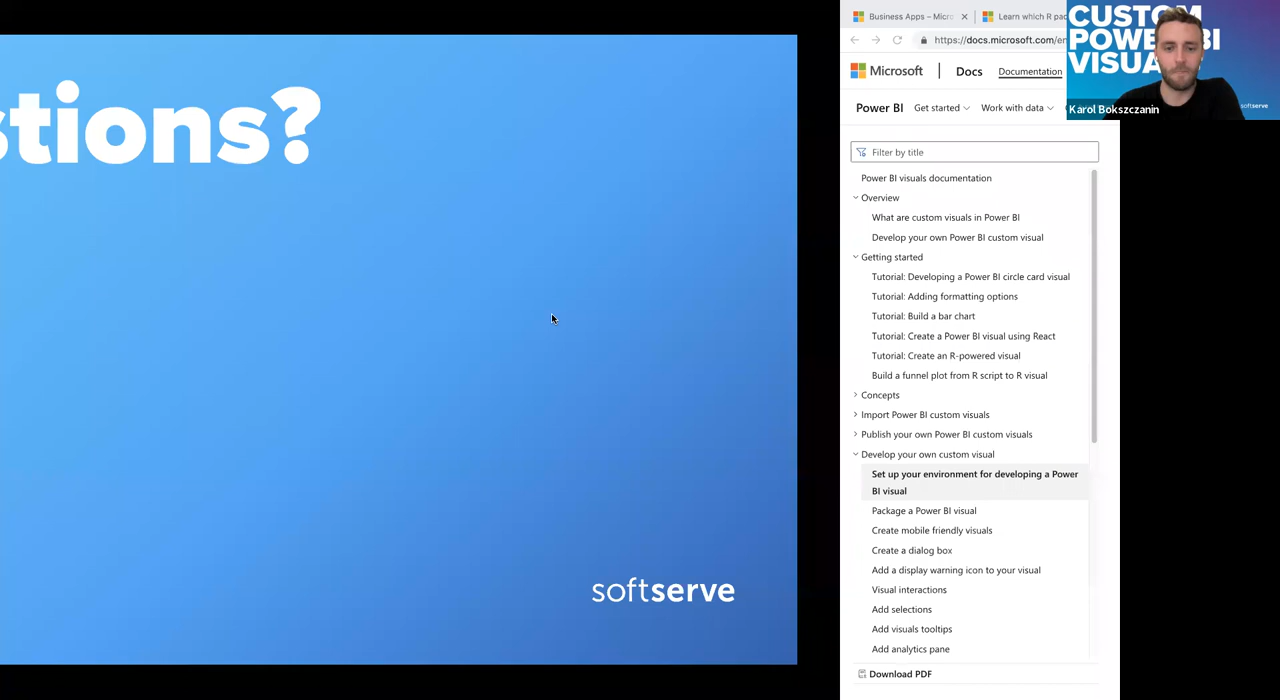 stions?
softserve
Business Apps – Micr
Learn which R pac
https://docs.microsoft.com/en
Microsoft
Docs
Documentation
Power BI
Get started
Work with data
CUSTOM
POWER BI
VISUA
softserve
Karol Bokszczanin
Filter by title
Power BI visuals documentation
Overview
What are custom visuals in Power BI
Develop your own Power BI custom visual
Getting started
Tutorial: Developing a Power BI circle card visual
Tutorial: Adding formatting options
Tutorial: Build a bar chart
Tutorial: Create a Power BI visual using React
Tutorial: Create an R-powered visual
Build a funnel plot from R script to R visual
Concepts
Import Power BI custom visuals
Publish your own Power BI custom visuals
Develop your own custom visual
Set up your environment for developing a Power
BI visual
Package a Power BI visual
Create mobile friendly visuals
Create a dialog box
Add a display warning icon to your visual
Visual interactions
Add selections
Add visuals tooltips
Add analytics pane
Download PDF